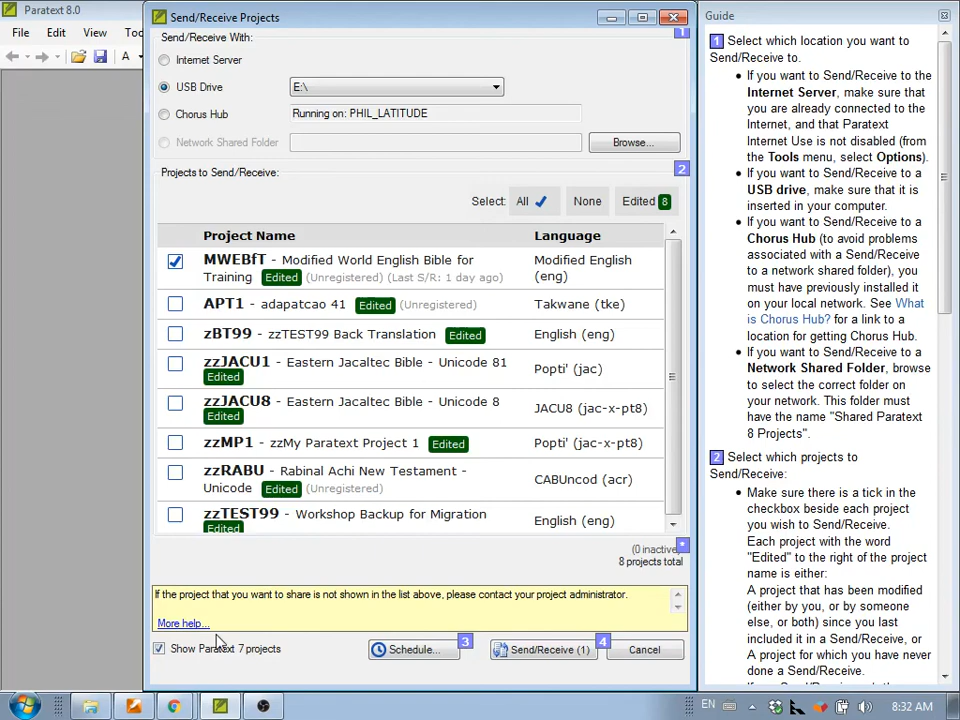 Paratext 8.0
File Edit View Too
A
Send/Receive Projects
1
Send/Receive With:
Internet Server
USB Drive E:\
Chorus Hub Running on: PHIL_LATITUDE
Network Shared Folder Browse...
2
Projects to Send/Receive:
Select: All None Edited 8
Project Name Language
MWEBfT - Modified World English Bible for
Training Edited (Unregistered) (Last S/R: 1 day ago)
Modified English
(eng)
APT1 - adapatcao 41 Edited (Unregistered) Takwane (tke)
zBT99 - zzTEST99 Back Translation Edited English (eng)
zzJACU1 - Eastern Jacaltec Bible - Unicode 81
Edited
Popti' (jac)
zzJACU8 - Eastern Jacaltec Bible - Unicode 8
Edited
JACU8 (jac-x-pt8)
zzMP1 - zzMy Paratext Project 1 Edited Popti' (jac-x-pt8)
zzRABU - Rabinal Achi New Testament -
Unicode Edited (Unregistered)
CABUncod (acr)
zzTEST99 - Workshop Backup for Migration
Edited
English (eng)
(0 inactive)
*
8 projects total
If the project that you want to share is not shown in the list above, please contact your project administrator.
More help...
Show Paratext 7 projects
Schedule... 3
Send/Receive (1) 4
Cancel
Guide
1 Select which location you want to
Send/Receive to.
• If you want to Send/Receive to the
Internet Server, make sure that
you are already connected to the
Internet, and that Paratext
Internet Use is not disabled (from
the Tools menu, select Options).
• If you want to Send/Receive to a
USB drive, make sure that it is
inserted in your computer.
• If you want to Send/Receive to a
Chorus Hub (to avoid problems
associated with a Send/Receive
to a network shared folder), you
must have previously installed it
on your local network. See What
is Chorus Hub? for a link to a
location for getting Chorus Hub.
• If you want to Send/Receive to a
Network Shared Folder, browse
to select the correct folder on
your network. This folder must
have the name "Shared Paratext
8 Projects".
2 Select which projects to
Send/Receive:
• Make sure there is a tick in the
checkbox beside each project
you wish to Send/Receive.
Each project with the word
"Edited" to the right of the project
name is either:
A project that has been modified
(either by you, or by someone
else, or both) since you last
included it in a Send/Receive, or
A project for which you have never
done a Send/Receive.
EN
8:32 AM